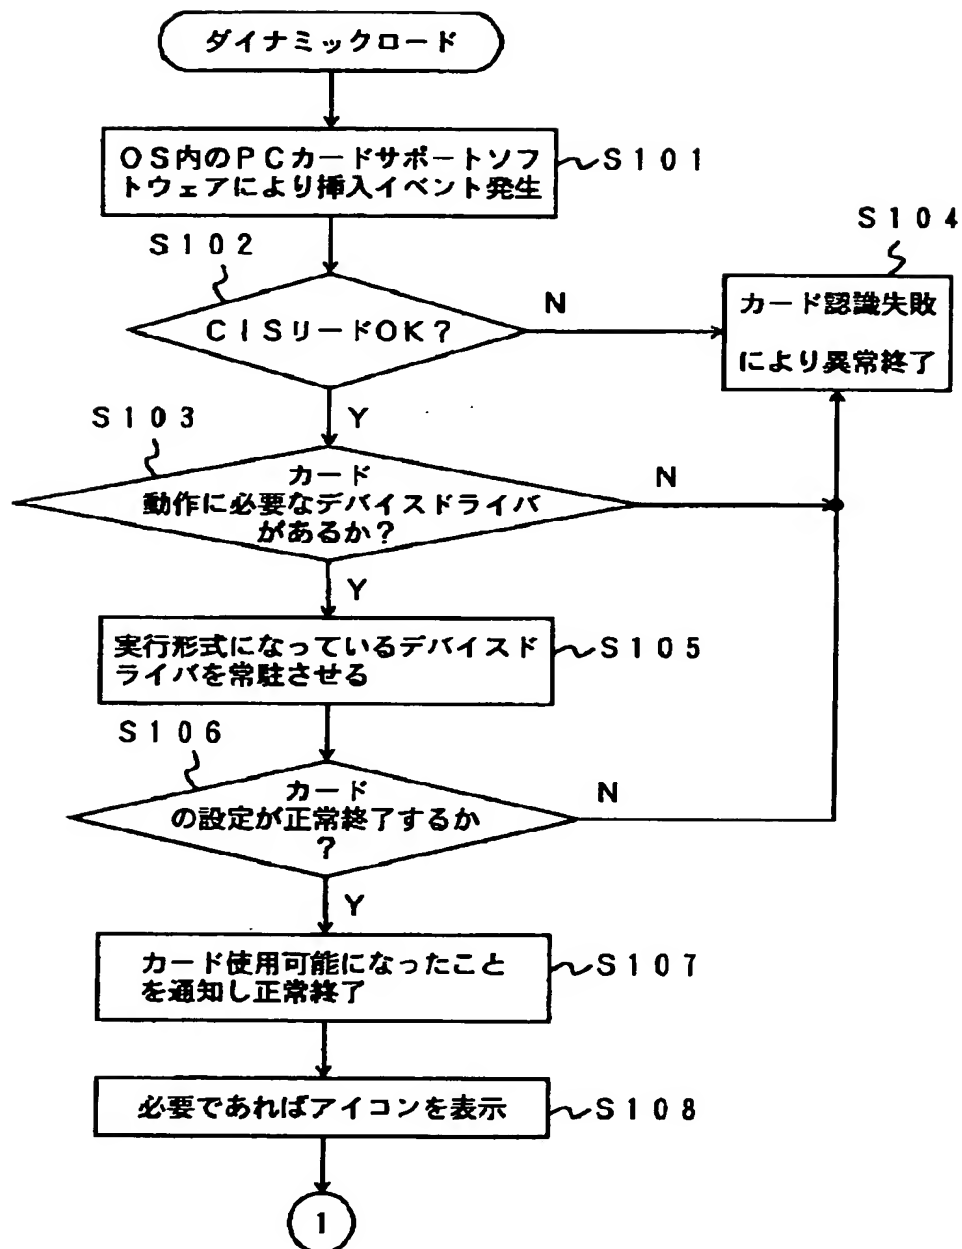 ダイナミックロード
OS内のPCカードサポートソフ
トウェアにより挿入イベント発生
S101
S102
CISリードOK?
N
S104
カード認識失敗
により異常終了
Y
S103
カード
動作に必要なデバイスドライバ
があるか?
N
Y
実行形式になっているデバイスド
ライバを常駐させる
S105
S106
カード
の設定が正常終了するか
?
N
Y
カード使用可能になったこと
を通知し正常終了
S107
必要であればアイコンを表示
S108
1